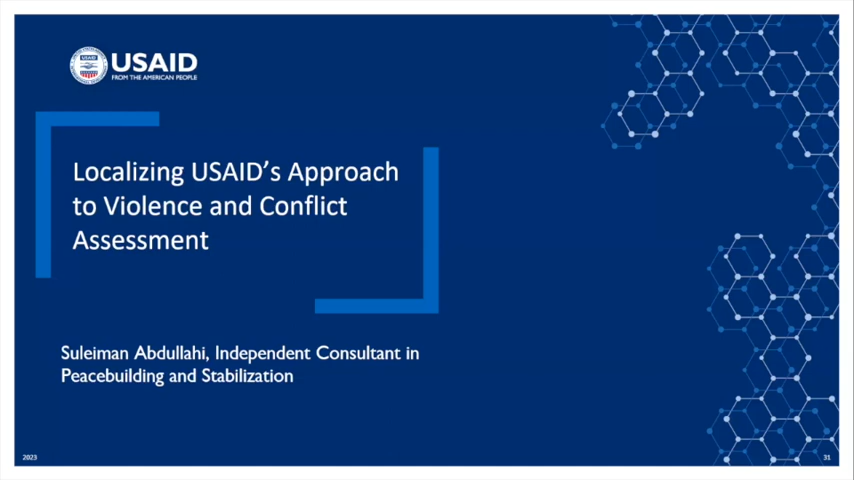 USAID
FROM THE AMERICAN PEOPLE
Localizing USAID's Approach
to Violence and Conflict
Assessment
Suleiman Abdullahi, Independent Consultant in
Peacebuilding and Stabilization
2023
31